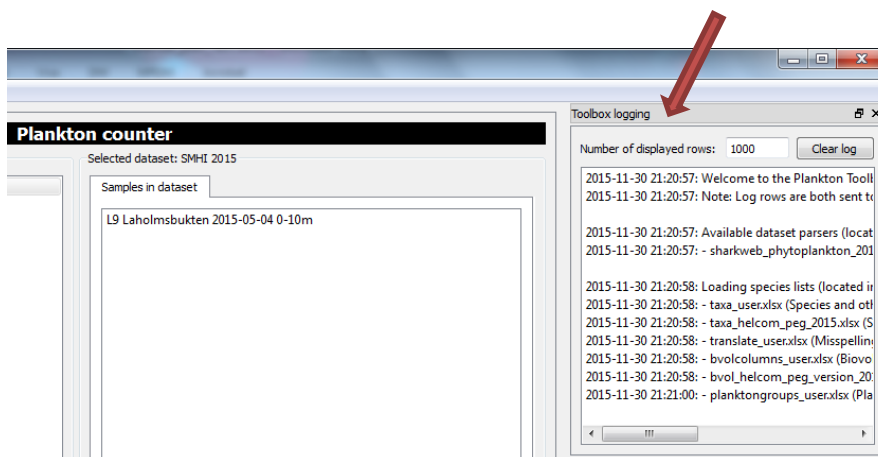 Toolbox logging
Plankton counter
Number of displayed rows: 1000 Clear log
Selected dataset: SMHI 2015
Samples in dataset
L9 Laholmsbukten 2015-05-04 0-10m
2015-11-30 21:20:57: Welcome to the Plankton Toolb
2015-11-30 21:20:57: Note: Log rows are both sent to
2015-11-30 21:20:57: Available dataset parsers (locat
2015-11-30 21:20:57: - sharkweb_phytoplankton_201
2015-11-30 21:20:58: Loading species lists (located in
2015-11-30 21:20:58: - taxa_user.xlsx (Species and oth
2015-11-30 21:20:58: - taxa_helcom_peg_2015.xlsx (S
2015-11-30 21:20:58: - translate_user.xlsx (Misspelling
2015-11-30 21:20:58: - bvolcolumns_user.xlsx (Biovo
2015-11-30 21:20:58: - bvol_helcom_peg_version_20
2015-11-30 21:21:00: - planktongroups_user.xlsx (Pla